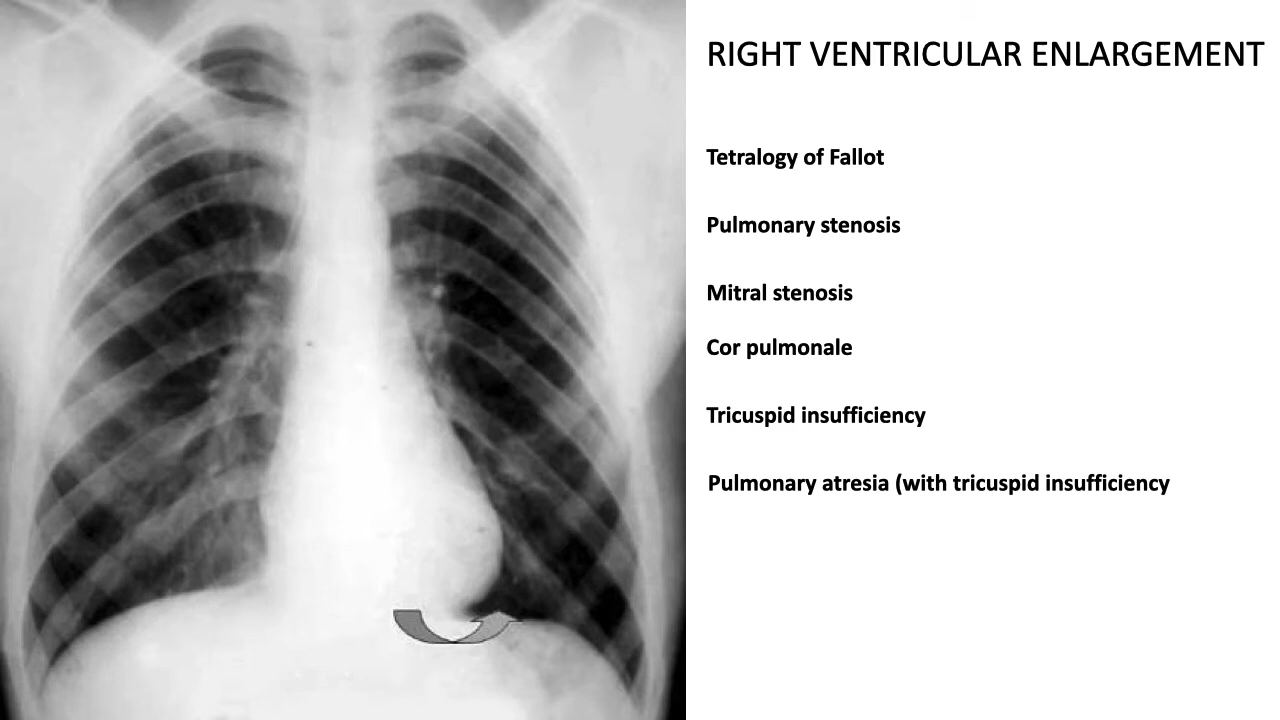 RIGHT VENTRICULAR ENLARGEMENT
Tetralogy of Fallot
Pulmonary stenosis
Mitral stenosis
Cor pulmonale
Tricuspid insufficiency
Pulmonary atresia (with tricuspid insufficiency